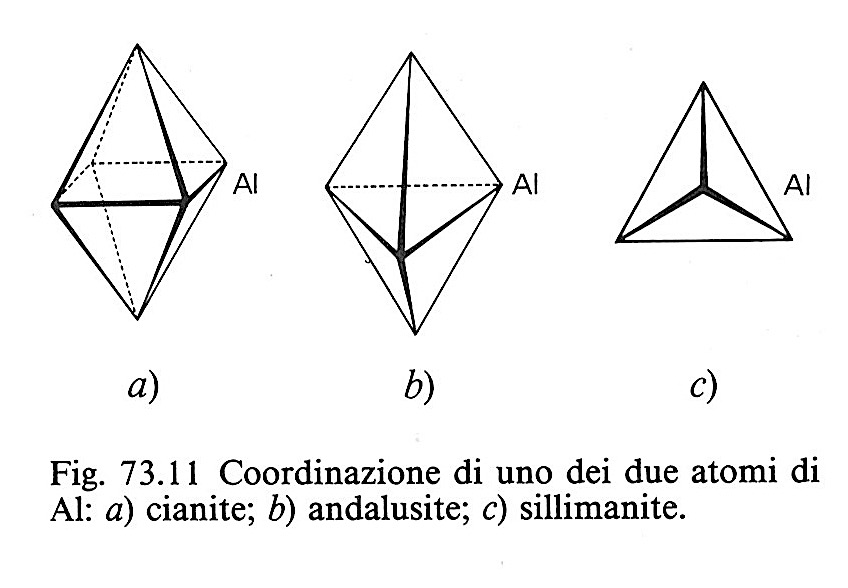 Al Al Al
a) b) c)
Fig. 73.11 Coordinazione di uno dei due atomi di
Al: a) cianite; b) andalusite; c) sillimanite.